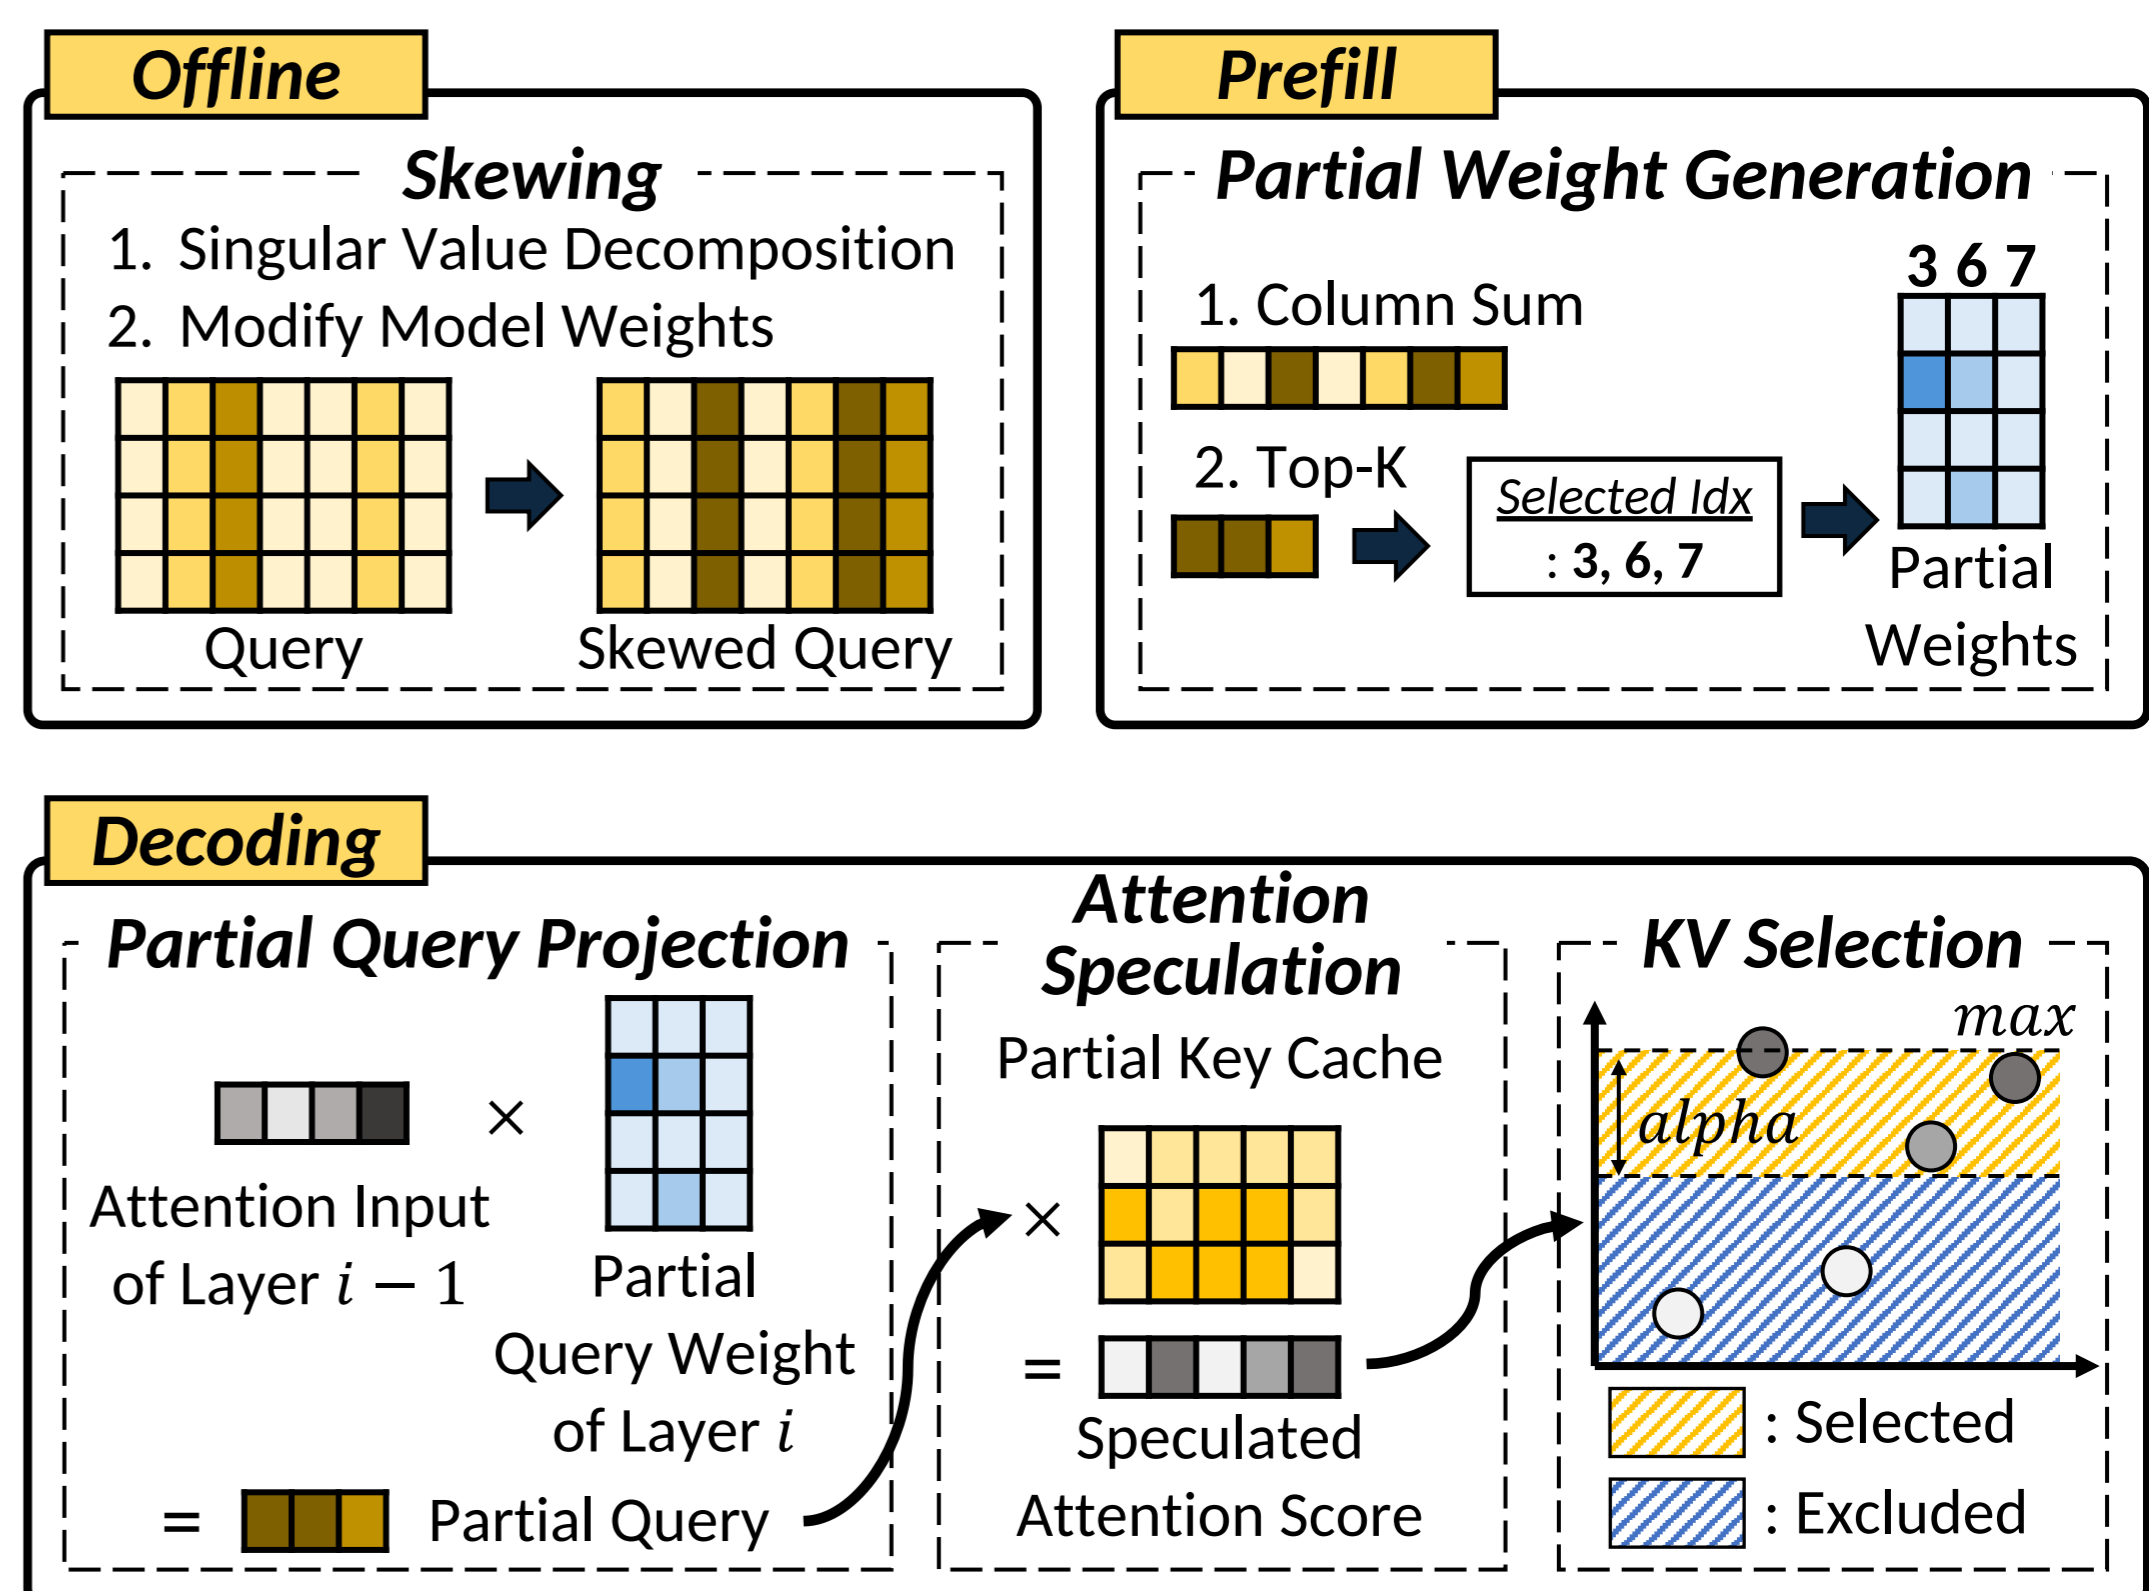 Offline
Skewing
1. Singular Value Decomposition
2. Modify Model Weights
Query
Skewed Query
Prefill
Partial Weight Generation
1. Column Sum
2. Top-K
Selected Idx
: 3, 6, 7
3 6 7
Partial
Weights
Decoding
Partial Query Projection
Attention Input
of Layer i − 1
×
Partial
Query Weight
of Layer i
= Partial Query
Attention
Speculation
Partial Key Cache
×
=
Speculated
Attention Score
KV Selection
max
alpha
: Selected
: Excluded